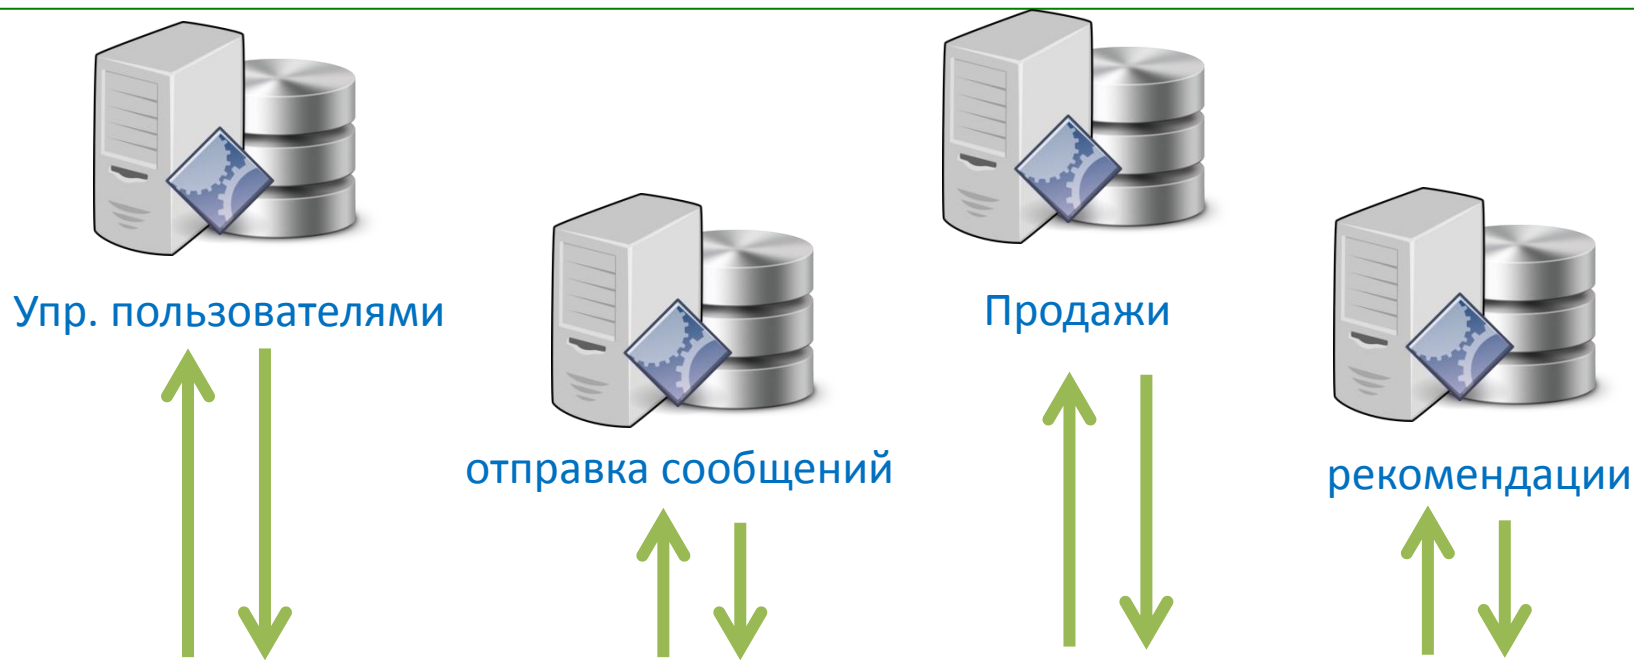 Упр. пользователями
отправка сообщений
Продажи
рекомендации